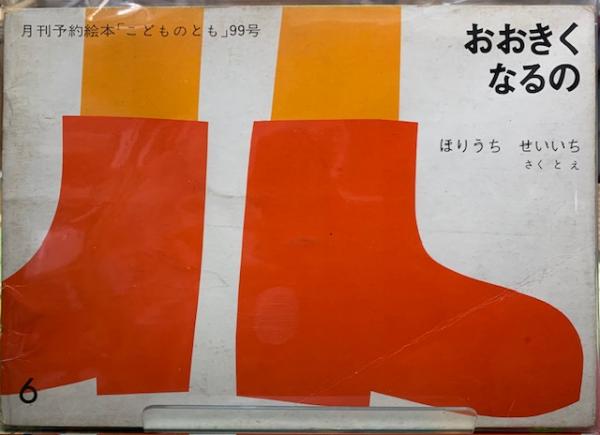 月刊予約絵本「こどものとも」99号
おおきく
なるの
ほりうち せいいち
さく と え
6